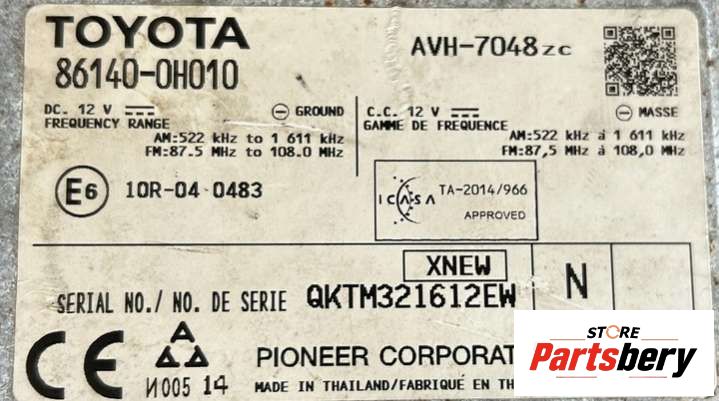 TOYOTA
86140-0H010
AVH-7048zc
DC. 12 V
GROUND
FREQUENCY RANGE
AM:522 kHz to 1 611 kHz
FM:87.5 MHz to 108.0 MHz
C.C. 12 V
MASSE
GAMME DE FREQUENCE
AM:522 kHz à 1 611 kHz
FM:87,5 MHz à 108,0 MHz
E6
10R-04 0483
ICASA
TA-2014/966
APPROVED
XNEW
SERIAL NO./ NO. DE SERIE QKTM321612EW
N
CE
A
И005 14
PIONEER CORPORAT
MADE IN THAILAND/FABRIQUÉ EN TH
STORE
Partsbery